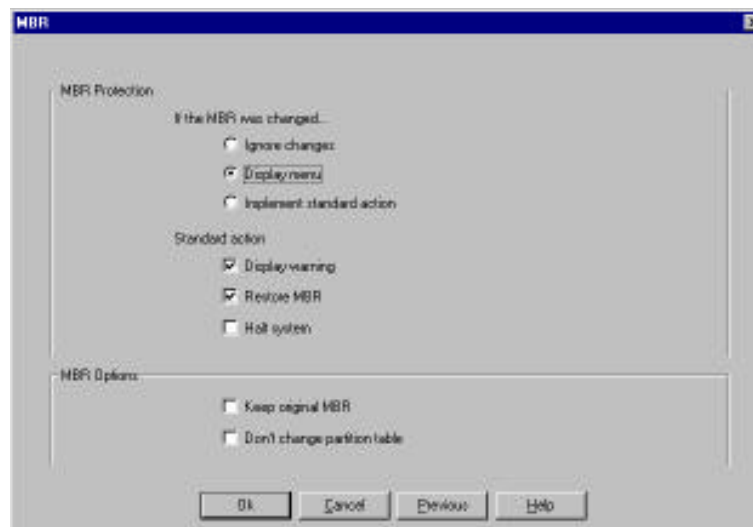 MBR
MBR Protection
If the MBR was changed...
Ignore changes
Display menu
Implement standard action
Standard action
Display warning
Restore MBR
Halt system
MBR Options
Keep original MBR
Don't change partition table
Ok
Cancel
Previous
Help